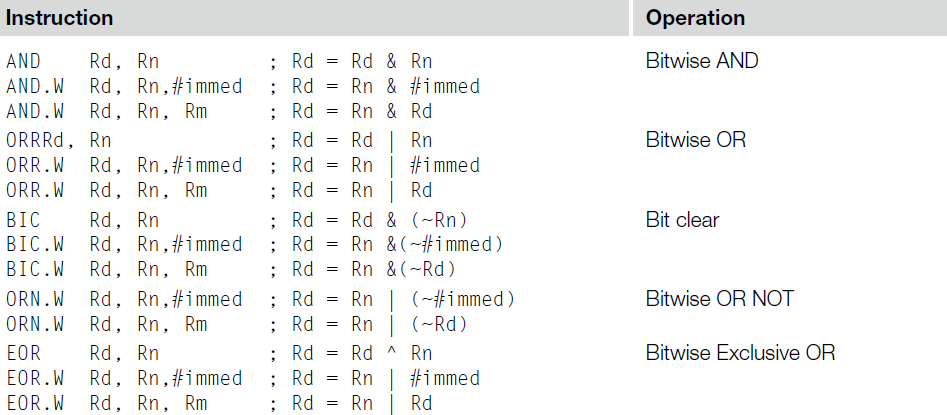 Instruction Operation
AND Rd, Rn ; Rd = Rd & Rn Bitwise AND
AND.W Rd, Rn,#immed ; Rd = Rn & #immed
AND.W Rd, Rn, Rm ; Rd = Rn & Rd
ORRRd, Rn ; Rd = Rd | Rn Bitwise OR
ORR.W Rd, Rn,#immed ; Rd = Rn | #immed
ORR.W Rd, Rn, Rm ; Rd = Rn | Rd
BIC Rd, Rn ; Rd = Rd & (~Rn) Bit clear
BIC.W Rd, Rn,#immed ; Rd = Rn &(~#immed)
BIC.W Rd, Rn, Rm ; Rd = Rn &(~Rd)
ORN.W Rd, Rn,#immed ; Rd = Rn | (~#immed) Bitwise OR NOT
ORN.W Rd, Rn, Rm ; Rd = Rn | (~Rd)
EOR Rd, Rn ; Rd = Rd ^ Rn Bitwise Exclusive OR
EOR.W Rd, Rn,#immed ; Rd = Rn | #immed
EOR.W Rd, Rn, Rm ; Rd = Rn | Rd